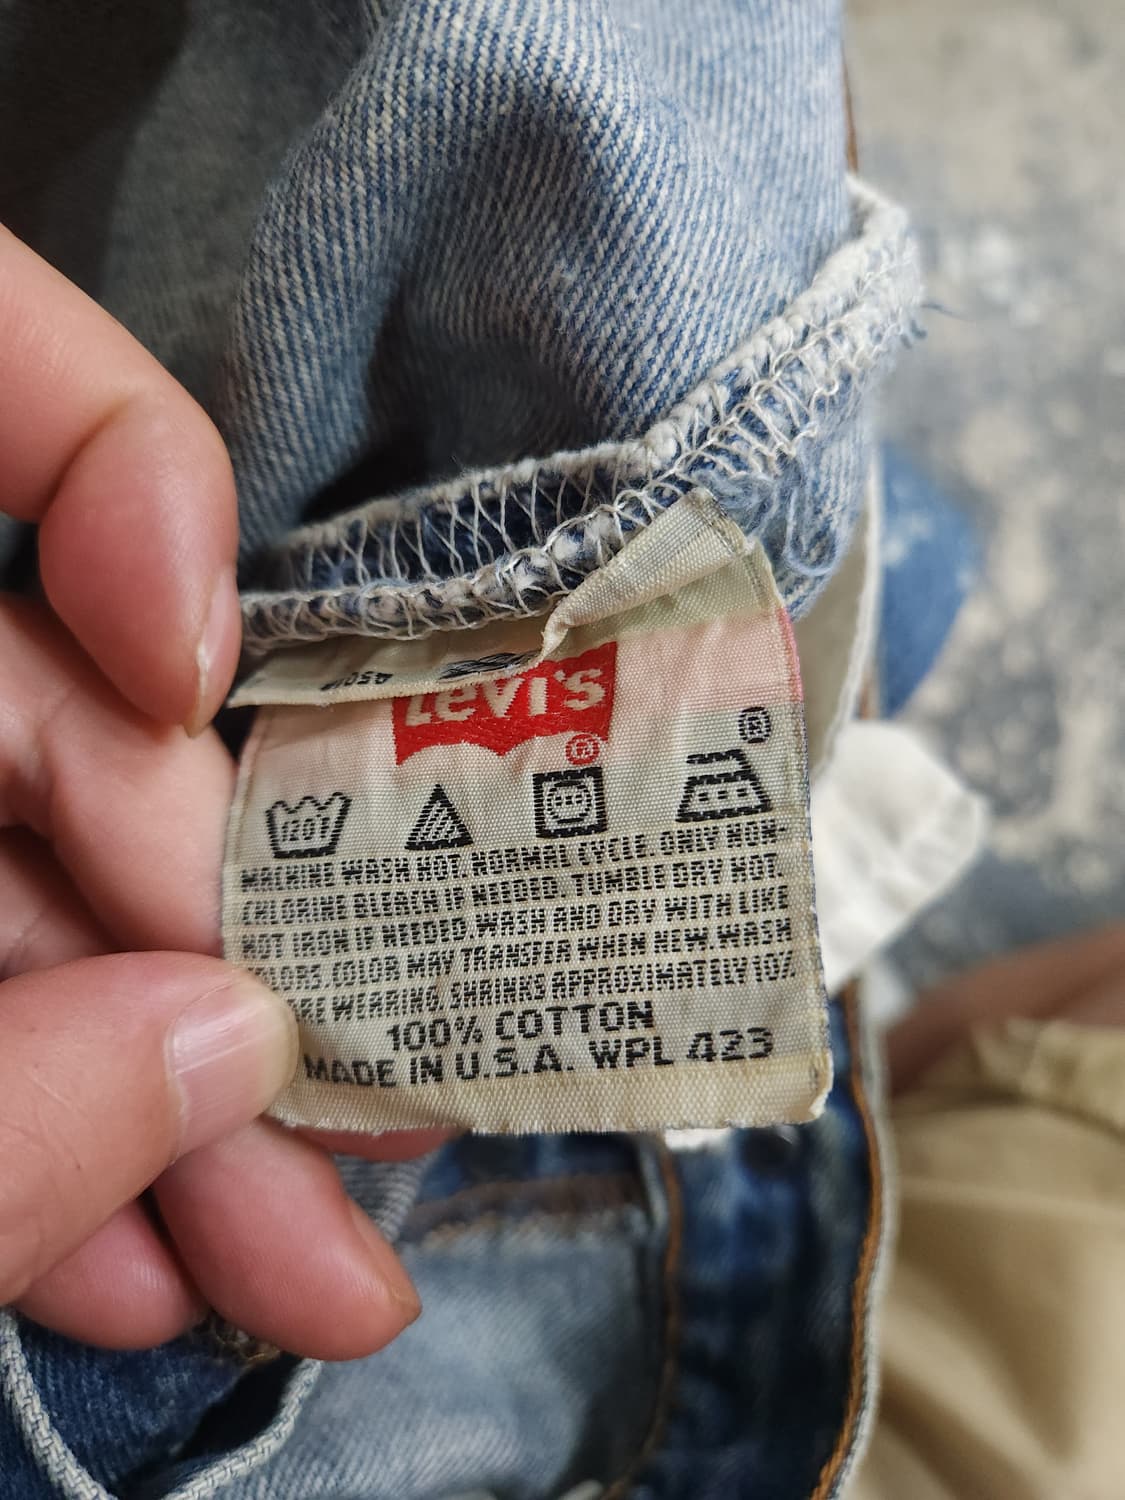 Levi's®
120F ®
MACHINE WASH HOT. NORMAL CYCLE. ONLY NON-
CHLORINE BLEACH IF NEEDED. TUMBLE DRY HOT.
HOT IRON IF NEEDED. WASH AND DRY WITH LIKE
COLORS. COLOR MAY TRANSFER WHEN NEW. WASH
WEARING. SHRINKS APPROXIMATELY 10%
100% COTTON
MADE IN U.S.A. WPL 423